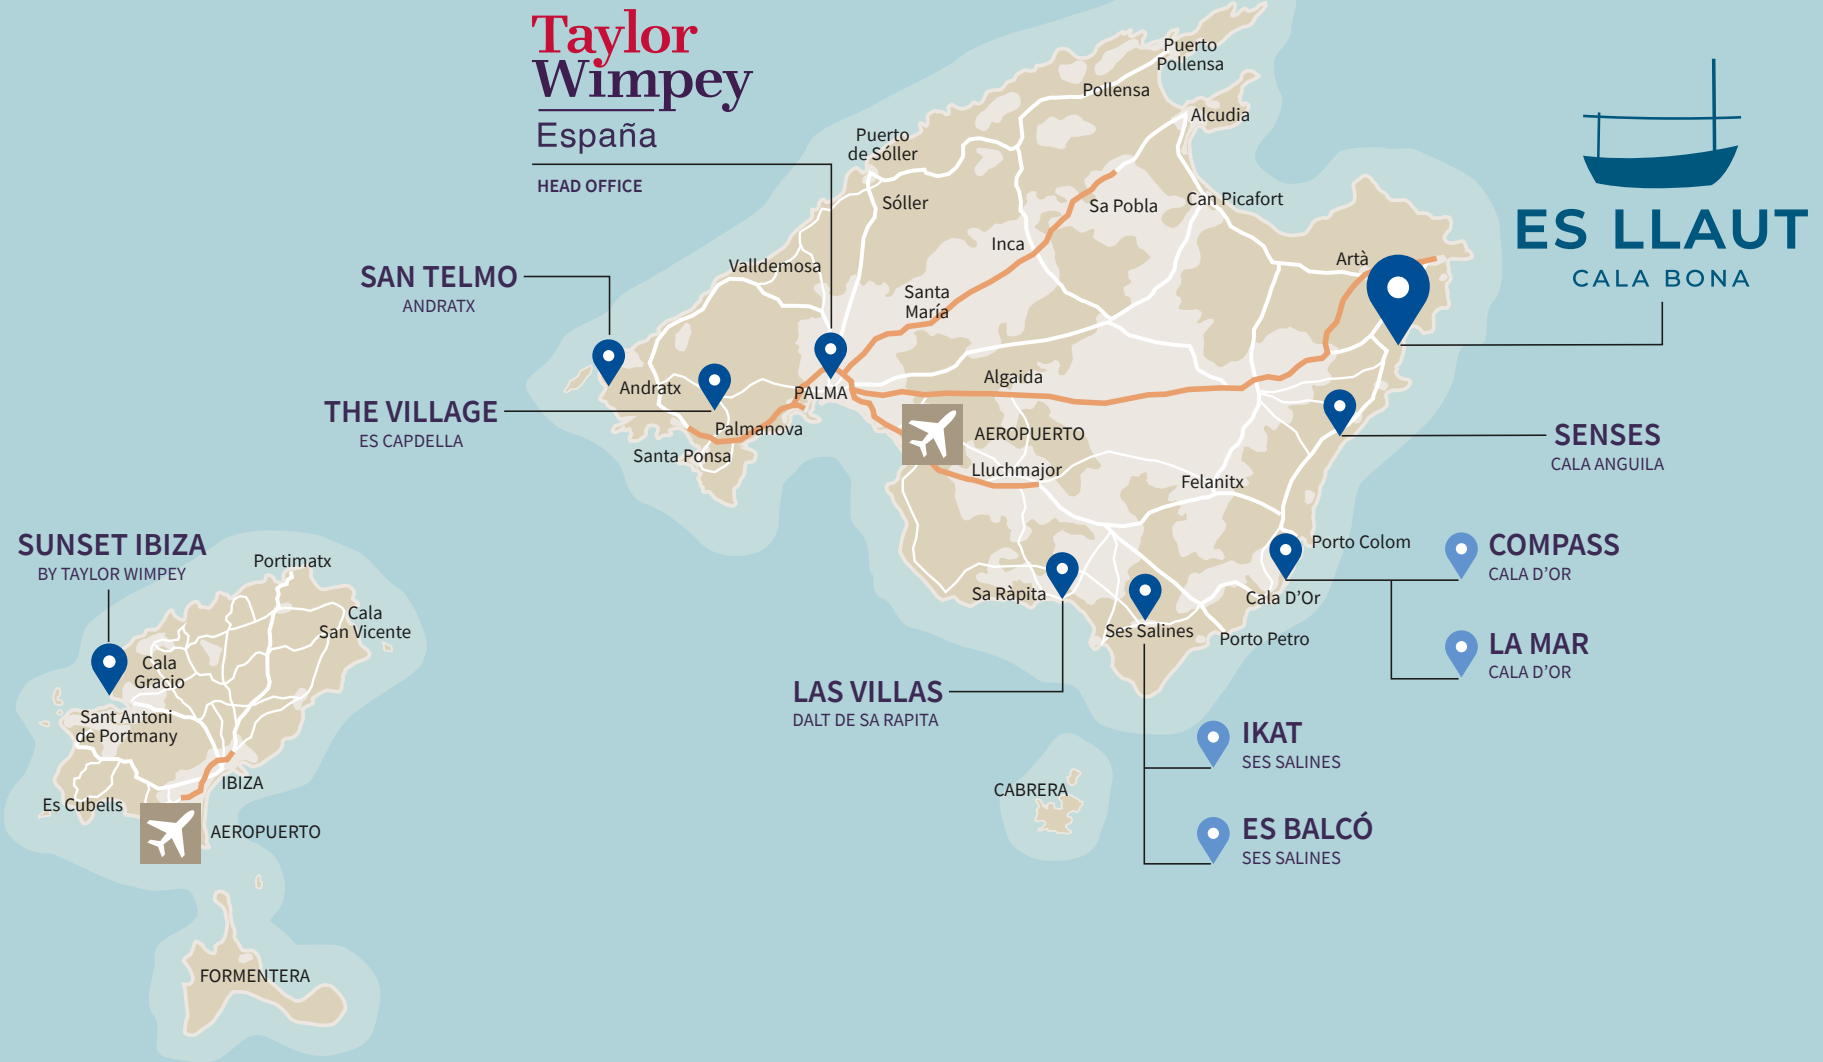 Taylor
Wimpey
España
HEAD OFFICE
Puerto
Pollensa
Pollensa
Alcudia
Puerto
de Sóller
Sóller
Sa Pobla
Can Picafort
Inca
Artà
ES LLAUT
CALA BONA
Valldemosa
Santa
María
SAN TELMO
ANDRATX
Andratx
PALMA
Algaida
THE VILLAGE
ES CAPDELLA
Palmanova
Santa Ponsa
AEROPUERTO
Lluchmajor
SENSES
CALA ANGUILA
Felanitx
Porto Colom
COMPASS
CALA D'OR
Sa Ràpita
Cala D'Or
Ses Salines
Porto Petro
LA MAR
CALA D'OR
LAS VILLAS
DALT DE SA RAPITA
IKAT
SES SALINES
CABRERA
ES BALCÓ
SES SALINES
SUNSET IBIZA
BY TAYLOR WIMPEY
Portimatx
Cala
San Vicente
Cala
Gracio
Sant Antoni
de Portmany
IBIZA
Es Cubells
AEROPUERTO
FORMENTERA